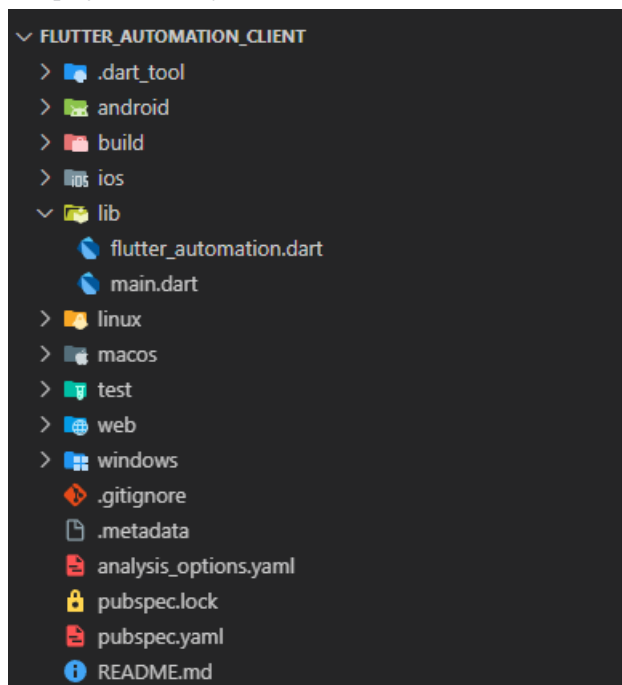 FLUTTER_AUTOMATION_CLIENT
.dart_tool
android
build
iOS ios
lib
flutter_automation.dart
main.dart
linux
macos
test
web
windows
.gitignore
.metadata
analysis_options.yaml
pubspec.lock
pubspec.yaml
README.md